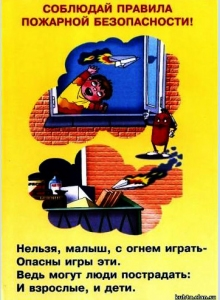 СОБЛЮДАЙ ПРАВИЛА
ПОЖАРНОЙ БЕЗОПАСНОСТИ!
Нельзя, малыш, с огнем играть-
Опасны игры эти.
Ведь могут люди пострадать:
И взрослые, и дети.